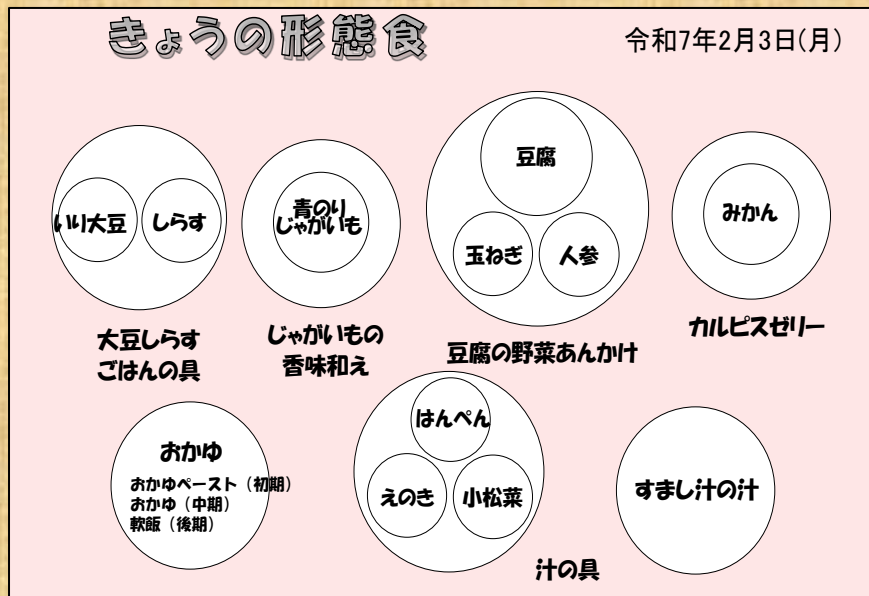 きょうの形態食
令和7年2月3日(月)
いり大豆
しらす
大豆しらす
ごはんの具
青のり
じゃがいも
じゃがいもの
香味和え
豆腐
玉ねぎ
人参
豆腐の野菜あんかけ
みかん
カルピスゼリー
おかゆ
おかゆペースト（初期）
おかゆ（中期）
軟飯（後期）
はんぺん
えのき
小松菜
汁の具
すまし汁の汁